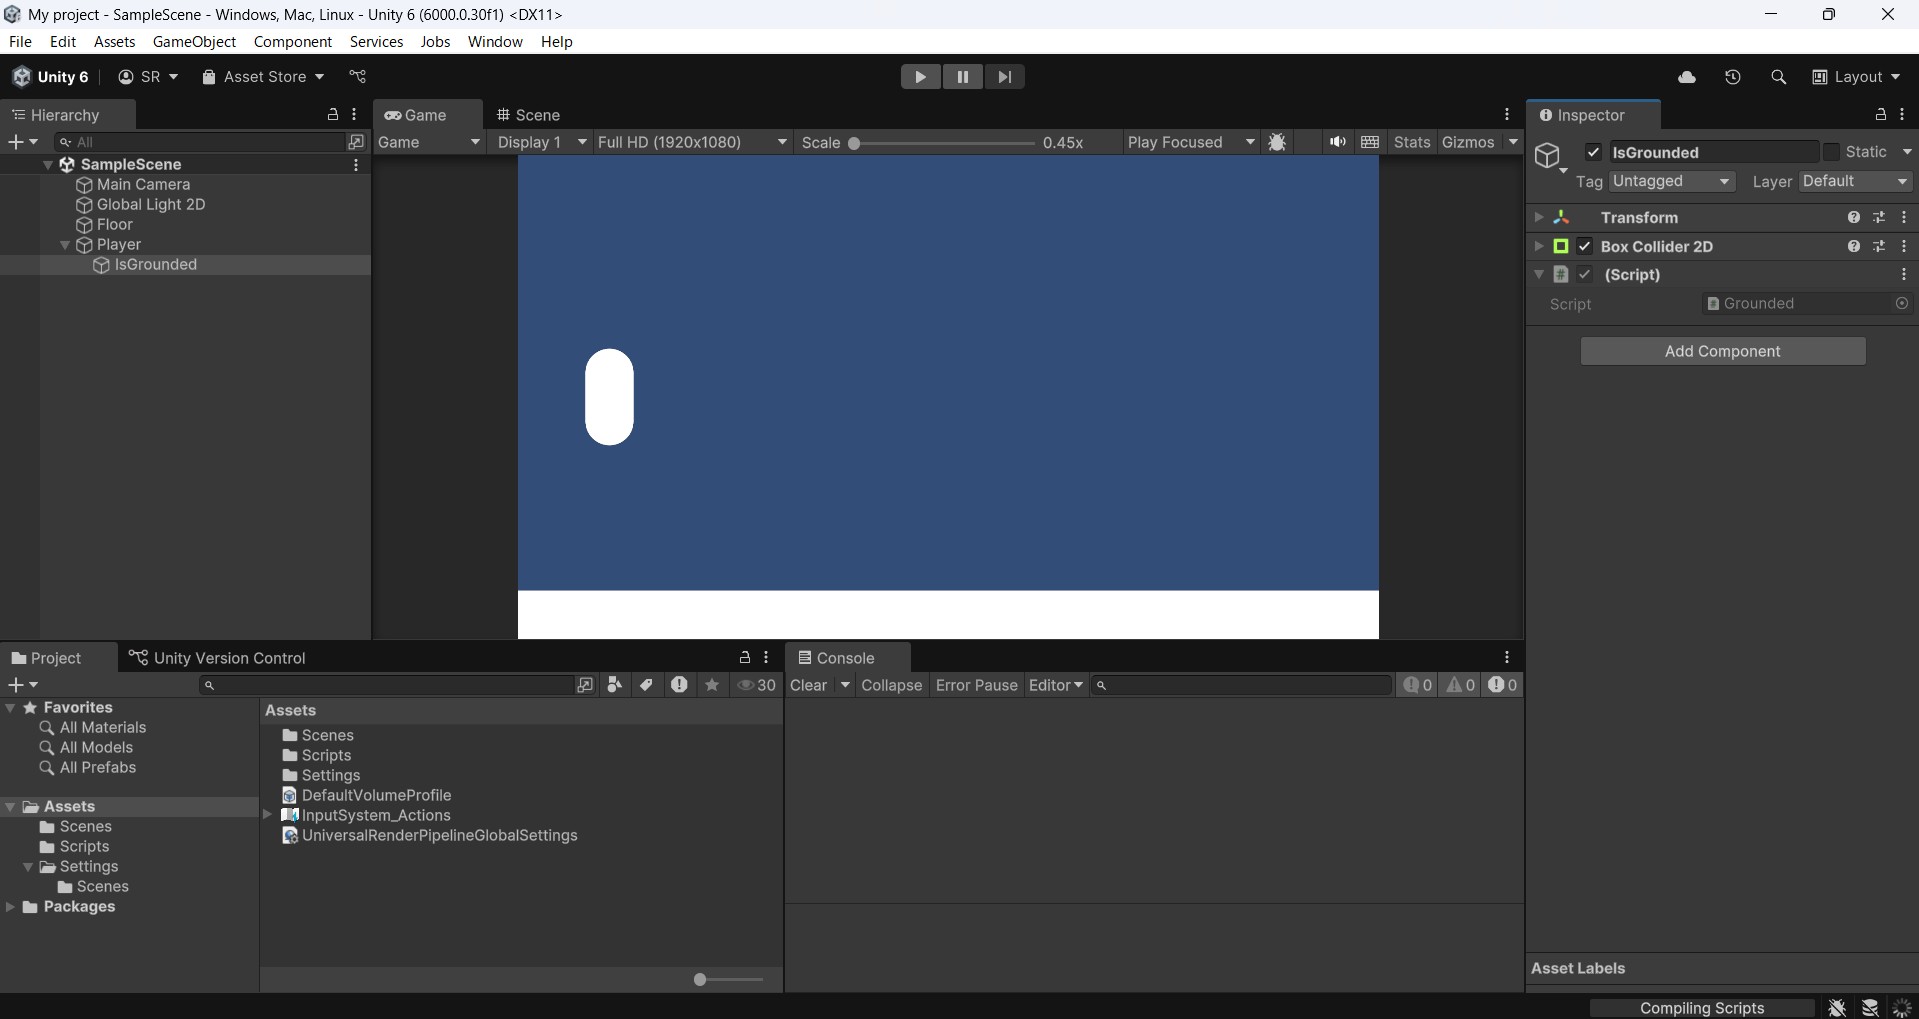 My project - SampleScene - Windows, Mac, Linux - Unity 6 (6000.0.30f1) <DX11>
File Edit Assets GameObject Component Services Jobs Window Help
Unity 6 SR Asset Store Layout
Hierarchy
All
SampleScene
Main Camera
Global Light 2D
Floor
Player
IsGrounded
Game Scene
Game Display 1 Full HD (1920x1080) Scale 0.45x Play Focused Stats Gizmos
Inspector
IsGrounded Static
Tag Untagged Layer Default
Transform
Box Collider 2D
# (Script)
Script Grounded
Add Component
Asset Labels
Project Unity Version Control
30
Favorites
All Materials
All Models
All Prefabs
Assets
Scenes
Scripts
Settings
Scenes
Packages
Assets
Scenes
Scripts
Settings
DefaultVolumeProfile
InputSystem_Actions
UniversalRenderPipelineGlobalSettings
Console
Clear Collapse Error Pause Editor 0 0 0
Compiling Scripts